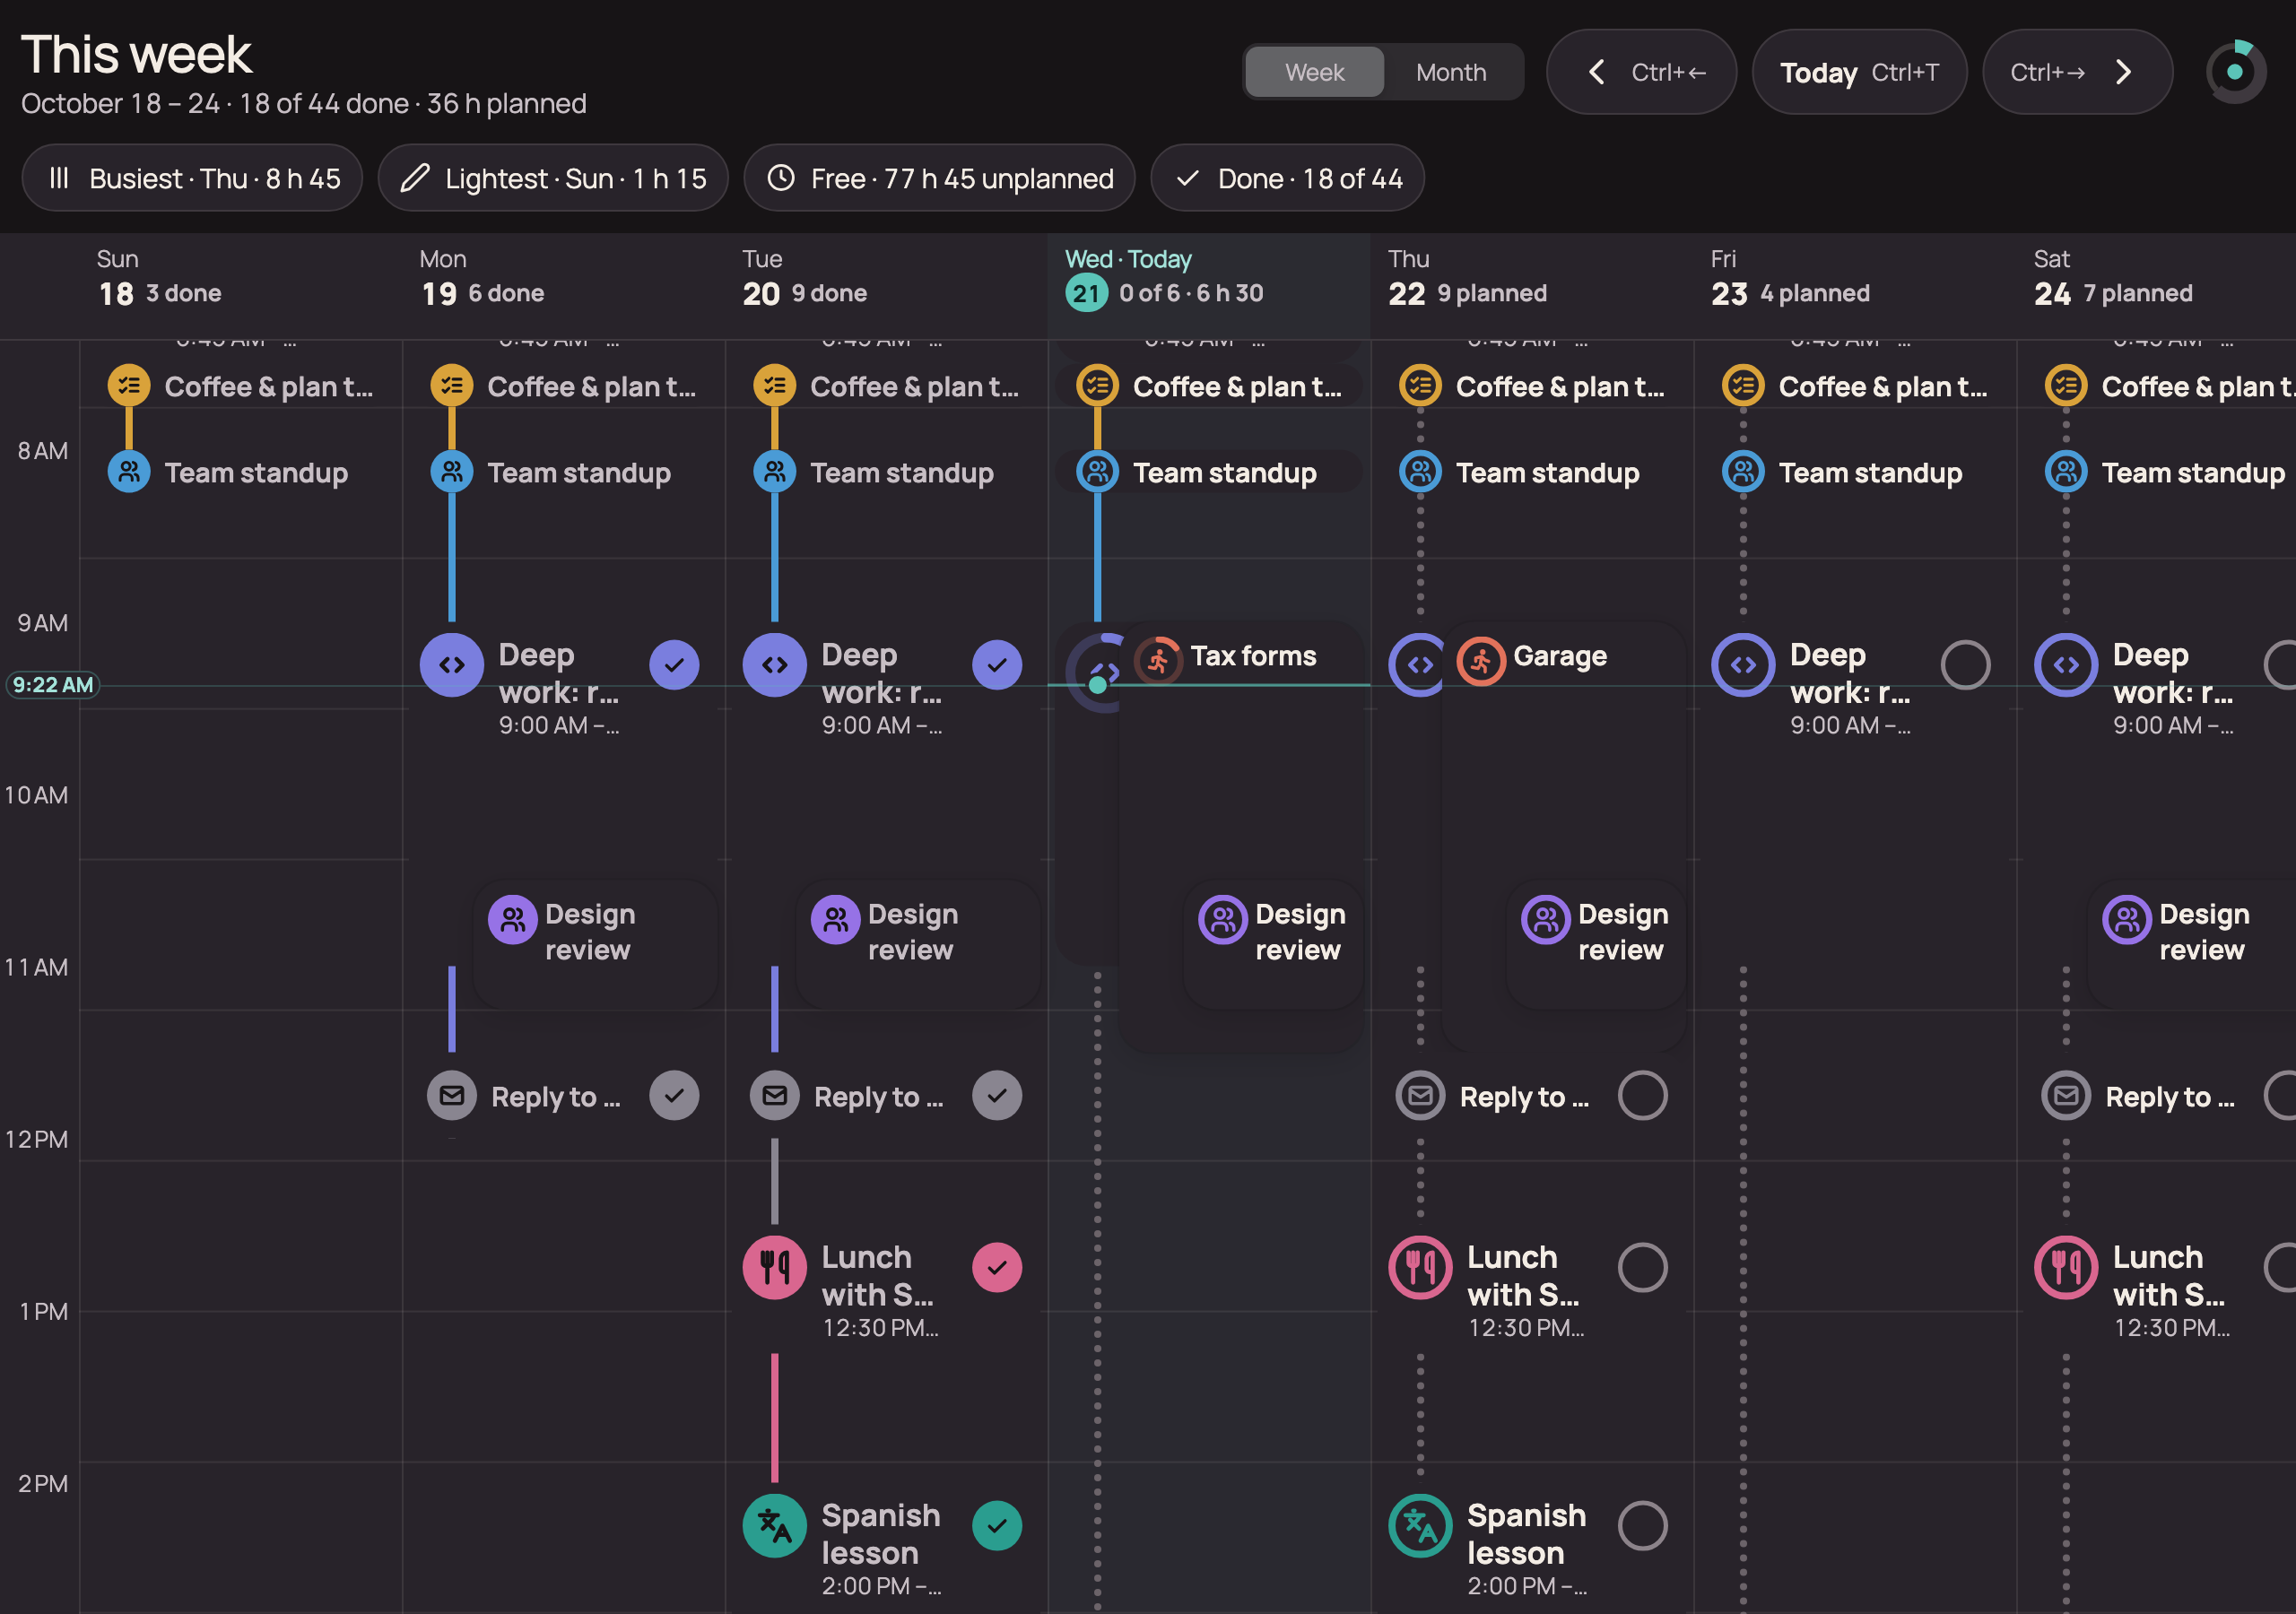 This week
October 18 – 24 · 18 of 44 done · 36 h planned
Week
Month
Ctrl+←
Today Ctrl+T
Ctrl+→
Busiest · Thu · 8 h 45
Lightest · Sun · 1 h 15
Free · 77 h 45 unplanned
Done · 18 of 44
Sun
18 3 done
Mon
19 6 done
Tue
20 9 done
Wed · Today
21 0 of 6 · 6 h 30
Thu
22 9 planned
Fri
23 4 planned
Sat
24 7 planned
Coffee & plan t...
Coffee & plan t...
Coffee & plan t...
Coffee & plan t...
Coffee & plan t...
Coffee & plan t...
Coffee & plan t...
8 AM
Team standup
Team standup
Team standup
Team standup
Team standup
Team standup
Team standup
9 AM
Deep
work: r...
9:00 AM –...
Deep
work: r...
9:00 AM –...
Tax forms
Garage
Deep
work: r...
9:00 AM –...
Deep
work: r...
9:00 AM –...
9:22 AM
10 AM
Design
review
Design
review
Design
review
Design
review
Design
review
11 AM
Reply to ...
Reply to ...
Reply to ...
Reply to ...
12 PM
Lunch
with S...
12:30 PM...
Lunch
with S...
12:30 PM...
Lunch
with S...
12:30 PM...
1 PM
2 PM
Spanish
lesson
2:00 PM –...
Spanish
lesson
2:00 PM –...